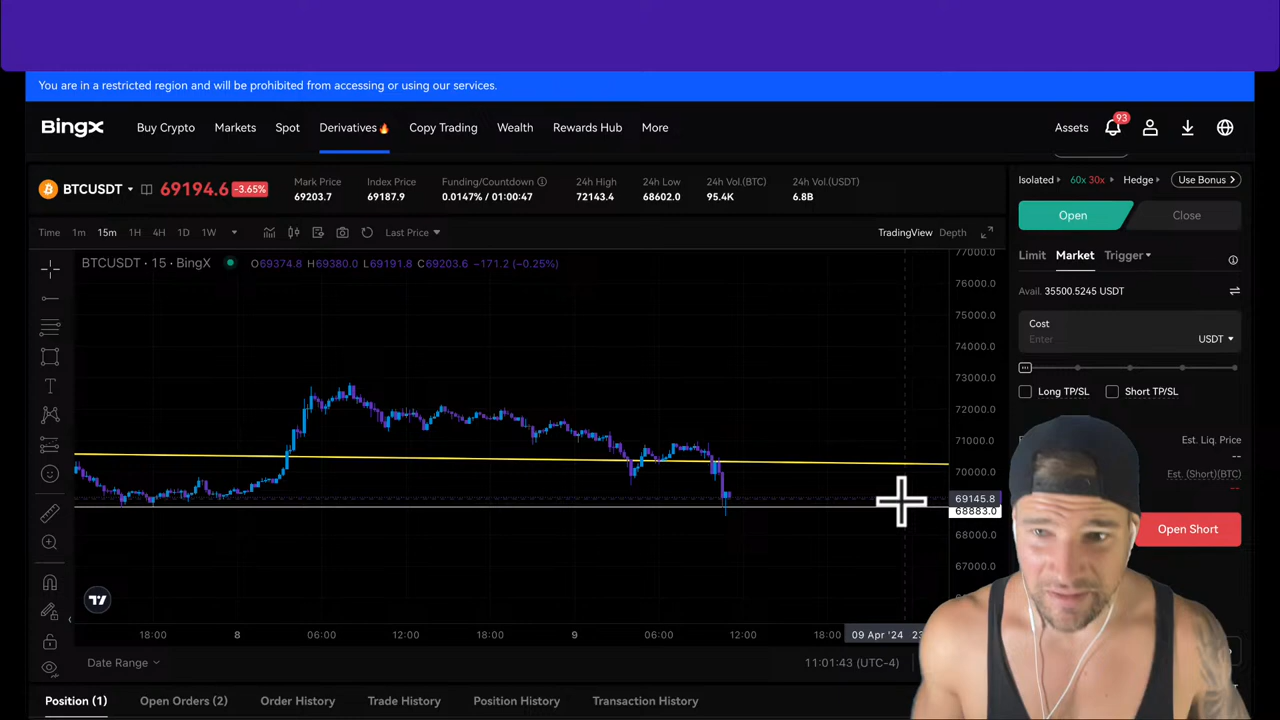 You are in a restricted region and will be prohibited from accessing or using our services.
BingX Buy Crypto Markets Spot Derivatives Copy Trading Wealth Rewards Hub More Assets 93
BTCUSDT 69194.6 -3.65%
Mark Price 69203.7
Index Price 69187.9
Funding/Countdown 0.0147% / 01:00:47
24h High 72143.4
24h Low 68602.0
24h Vol.(BTC) 95.4K
24h Vol.(USDT) 6.8B
Isolated 60x 30x Hedge Use Bonus
Open Close
Time 1m 15m 1H 4H 1D 1W Last Price TradingView Depth
BTCUSDT · 15 · BingX O69374.8 H69380.0 L69191.8 C69203.6 −171.2 (−0.25%)
77000.0
76000.0
75000.0
74000.0
73000.0
72000.0
71000.0
70000.0
69145.8
68883.0
68000.0
67000.0
18:00 8 06:00 12:00 18:00 9 06:00 12:00 18:00 09 Apr '24
Date Range 11:01:43 (UTC-4)
Limit Market Trigger
Avail. 35500.5245 USDT
Cost
Enter USDT
Long TP/SL Short TP/SL
Est. Liq. Price
--
Est. (Short)(BTC)
--
Open Short
Position (1) Open Orders (2) Order History Trade History Position History Transaction History